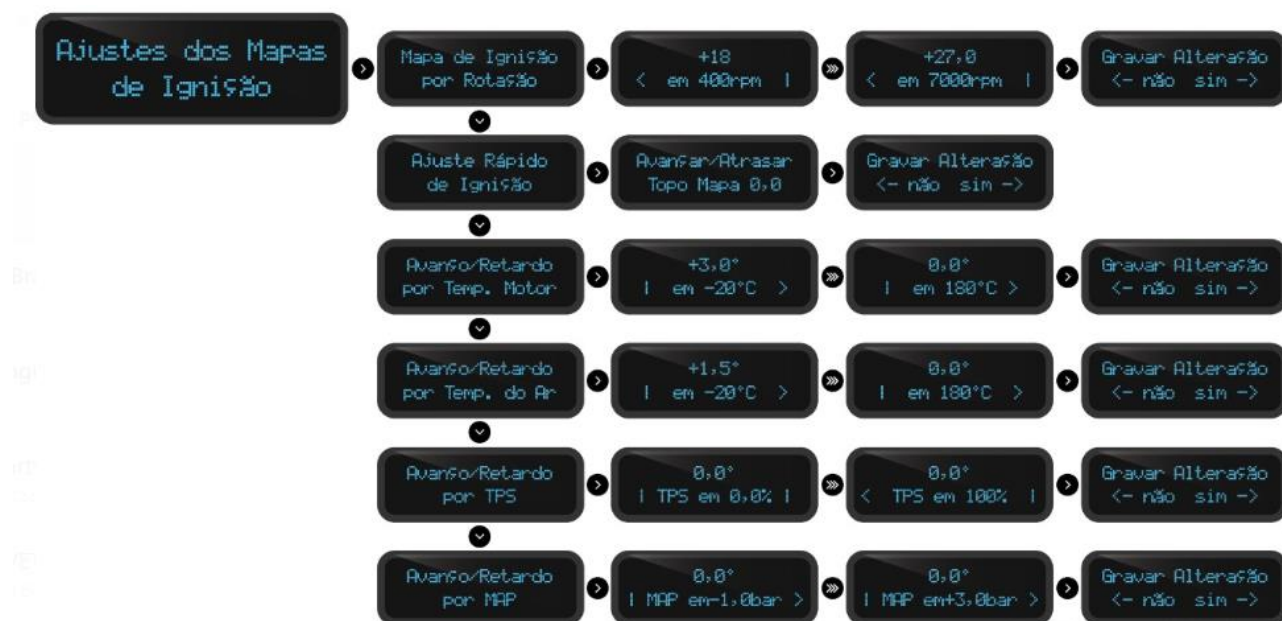 Ajustes dos Mapas
de Ignição
Mapa de Ignição
por Rotação
+18
< em 400rpm |
+27,0
< em 7000rpm |
Gravar Alteração
<- não sim ->
Ajuste Rápido
de Ignição
Avançar/Atrasar
Topo Mapa 0,0
Gravar Alteração
<- não sim ->
Avanço/Retardo
por Temp. Motor
+3,0°
| em -20°C >
0,0°
| em 180°C >
Gravar Alteração
<- não sim ->
Avanço/Retardo
por Temp. do Ar
+1,5°
| em -20°C >
0,0°
| em 180°C >
Gravar Alteração
<- não sim ->
Avanço/Retardo
por TPS
0,0°
| TPS em 0,0% |
0,0°
< TPS em 100% |
Gravar Alteração
<- não sim ->
Avanço/Retardo
por MAP
0,0°
| MAP em-1,0bar >
0,0°
| MAP em+3,0bar >
Gravar Alteração
<- não sim ->